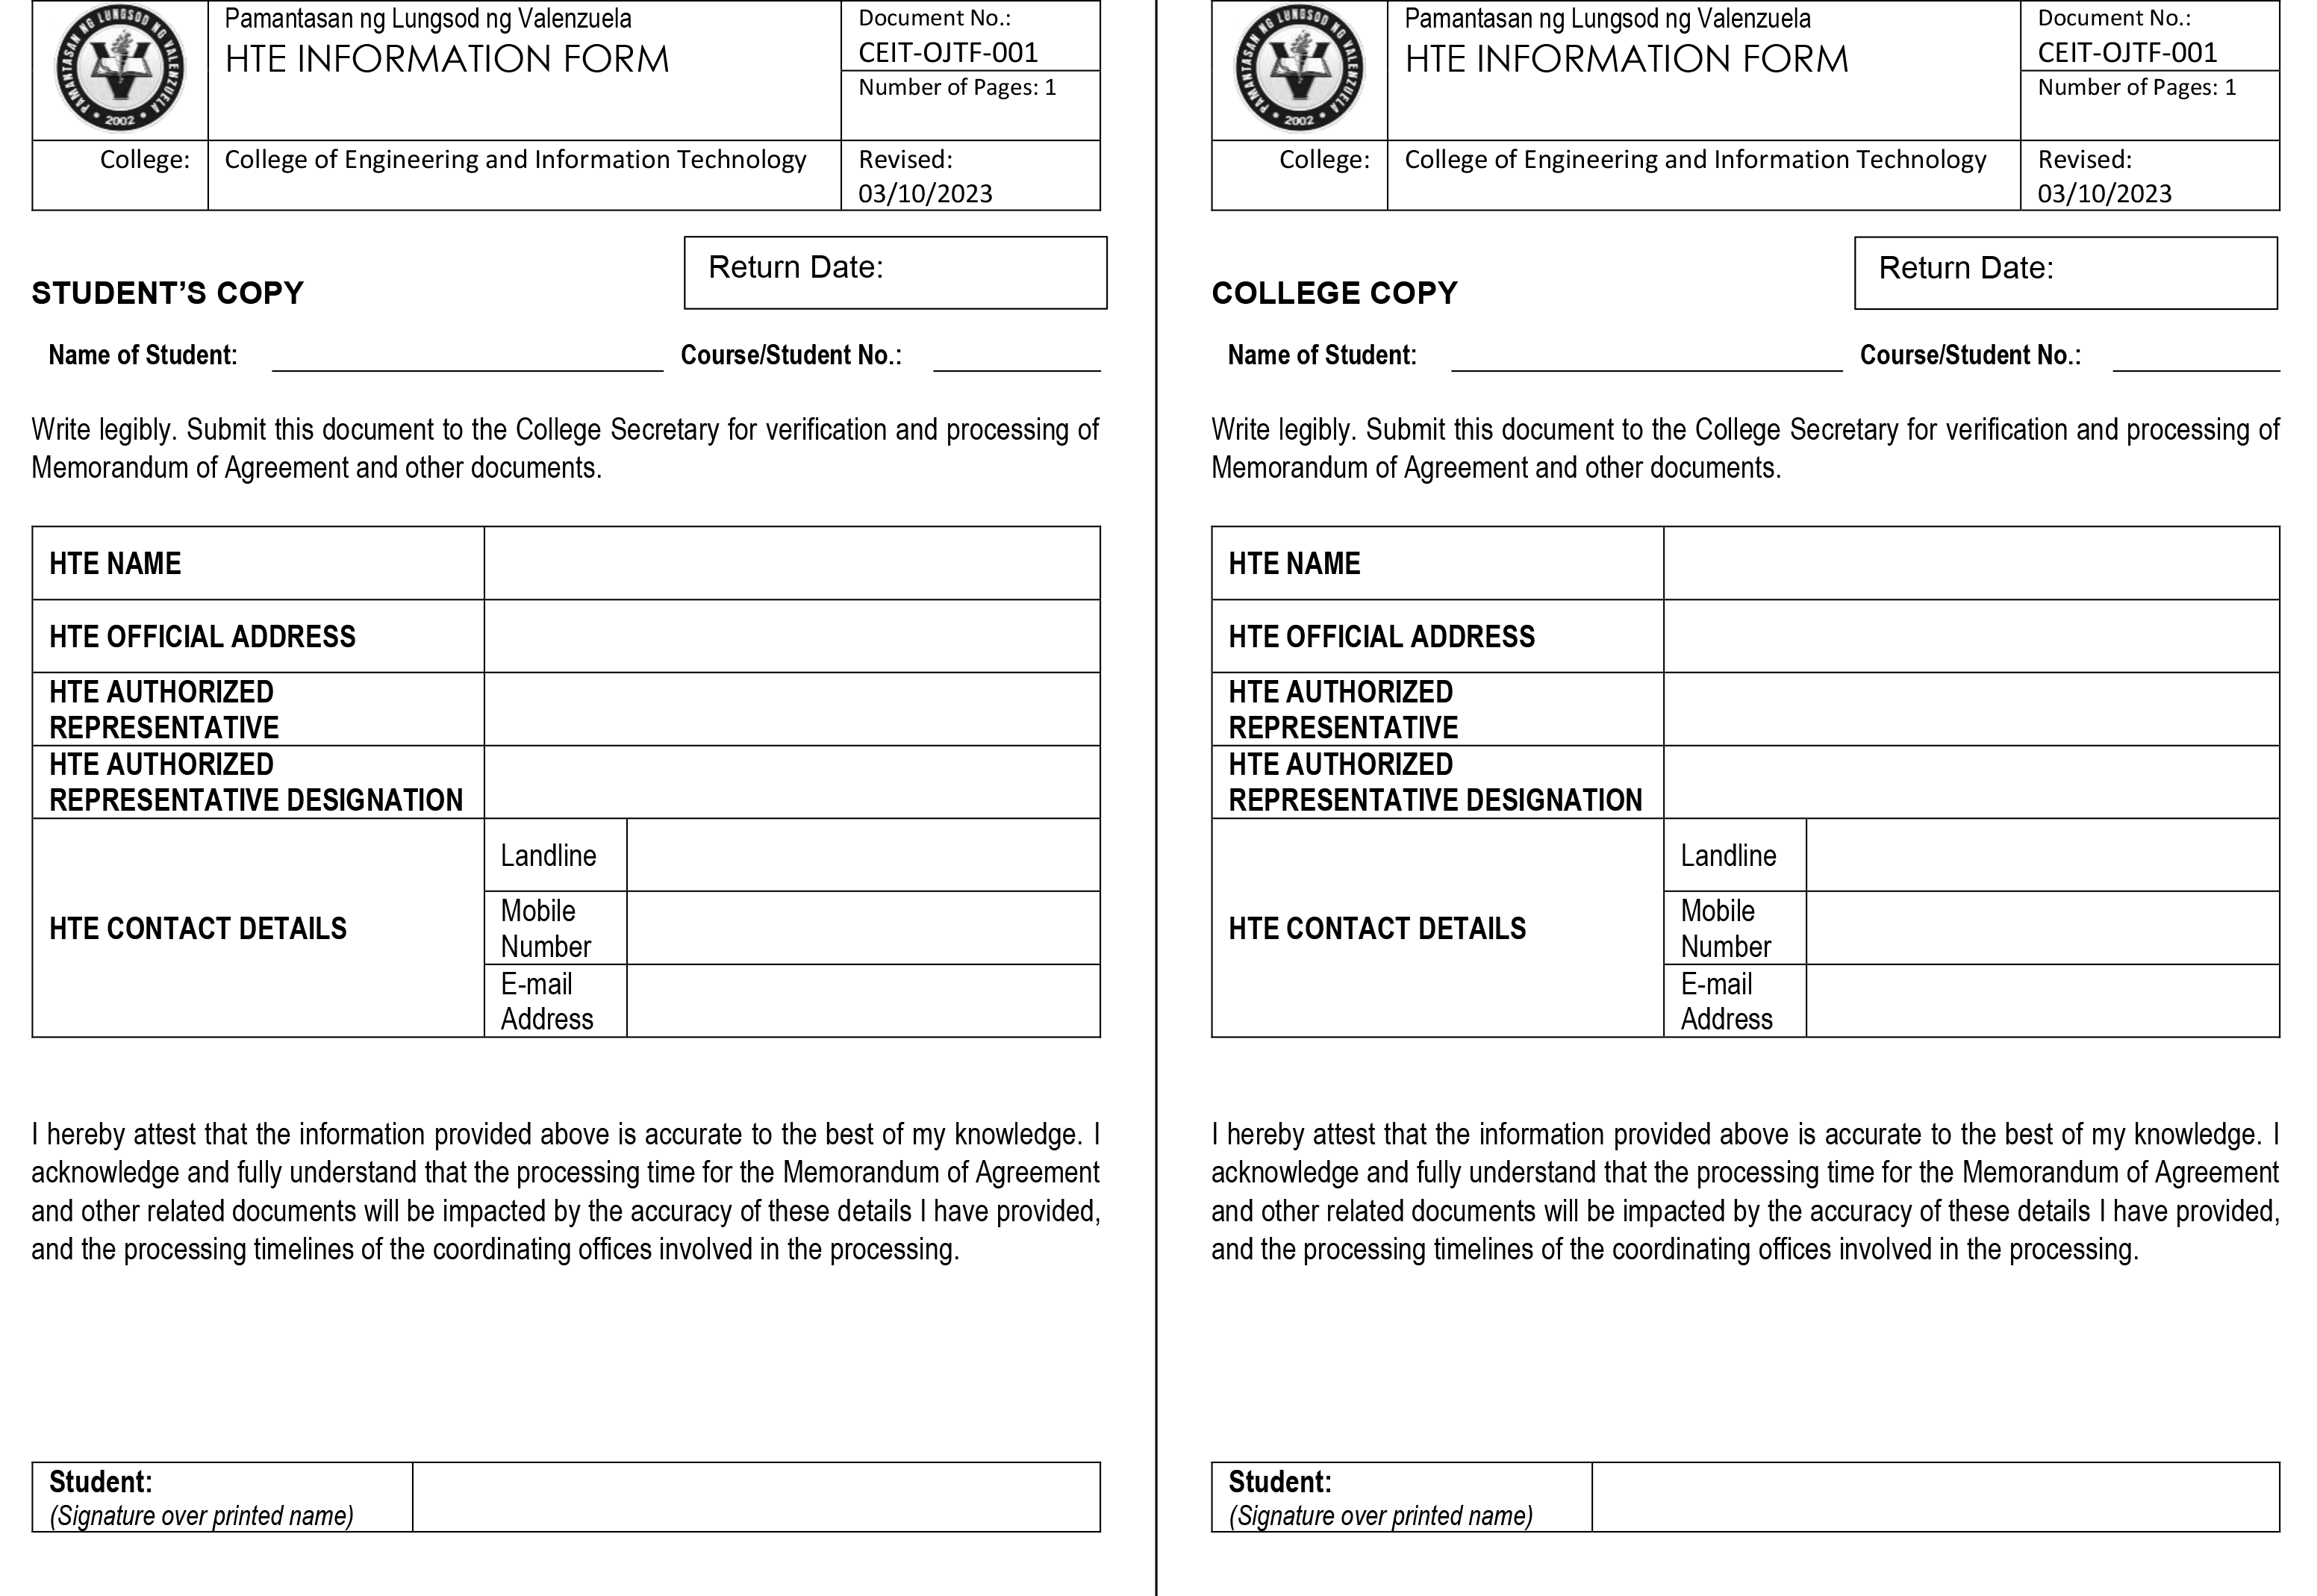 PAMANTASAN NG LUNGSOD NG VALENZUELA
• 2002 •
Pamantasan ng Lungsod ng Valenzuela
HTE INFORMATION FORM
Document No.:
CEIT-OJTF-001
Number of Pages: 1
College:
College of Engineering and Information Technology
Revised:
03/10/2023
Return Date:
STUDENT’S COPY
Name of Student:
Course/Student No.:
Write legibly. Submit this document to the College Secretary for verification and processing of
Memorandum of Agreement and other documents.
HTE NAME
HTE OFFICIAL ADDRESS
HTE AUTHORIZED
REPRESENTATIVE
HTE AUTHORIZED
REPRESENTATIVE DESIGNATION
HTE CONTACT DETAILS
Landline
Mobile
Number
E-mail
Address
I hereby attest that the information provided above is accurate to the best of my knowledge. I
acknowledge and fully understand that the processing time for the Memorandum of Agreement
and other related documents will be impacted by the accuracy of these details I have provided,
and the processing timelines of the coordinating offices involved in the processing.
Student:
(Signature over printed name)
PAMANTASAN NG LUNGSOD NG VALENZUELA
• 2002 •
Pamantasan ng Lungsod ng Valenzuela
HTE INFORMATION FORM
Document No.:
CEIT-OJTF-001
Number of Pages: 1
College:
College of Engineering and Information Technology
Revised:
03/10/2023
Return Date:
COLLEGE COPY
Name of Student:
Course/Student No.:
Write legibly. Submit this document to the College Secretary for verification and processing of
Memorandum of Agreement and other documents.
HTE NAME
HTE OFFICIAL ADDRESS
HTE AUTHORIZED
REPRESENTATIVE
HTE AUTHORIZED
REPRESENTATIVE DESIGNATION
HTE CONTACT DETAILS
Landline
Mobile
Number
E-mail
Address
I hereby attest that the information provided above is accurate to the best of my knowledge. I
acknowledge and fully understand that the processing time for the Memorandum of Agreement
and other related documents will be impacted by the accuracy of these details I have provided,
and the processing timelines of the coordinating offices involved in the processing.
Student:
(Signature over printed name)